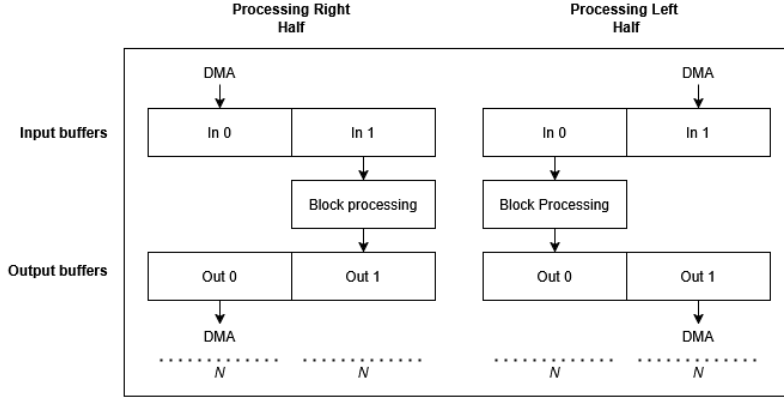 Processing Right
Half
Processing Left
Half
DMA
DMA
Input buffers
In 0
In 1
In 0
In 1
Block processing
Block Processing
Output buffers
Out 0
Out 1
Out 0
Out 1
DMA
DMA
N
N
N
N